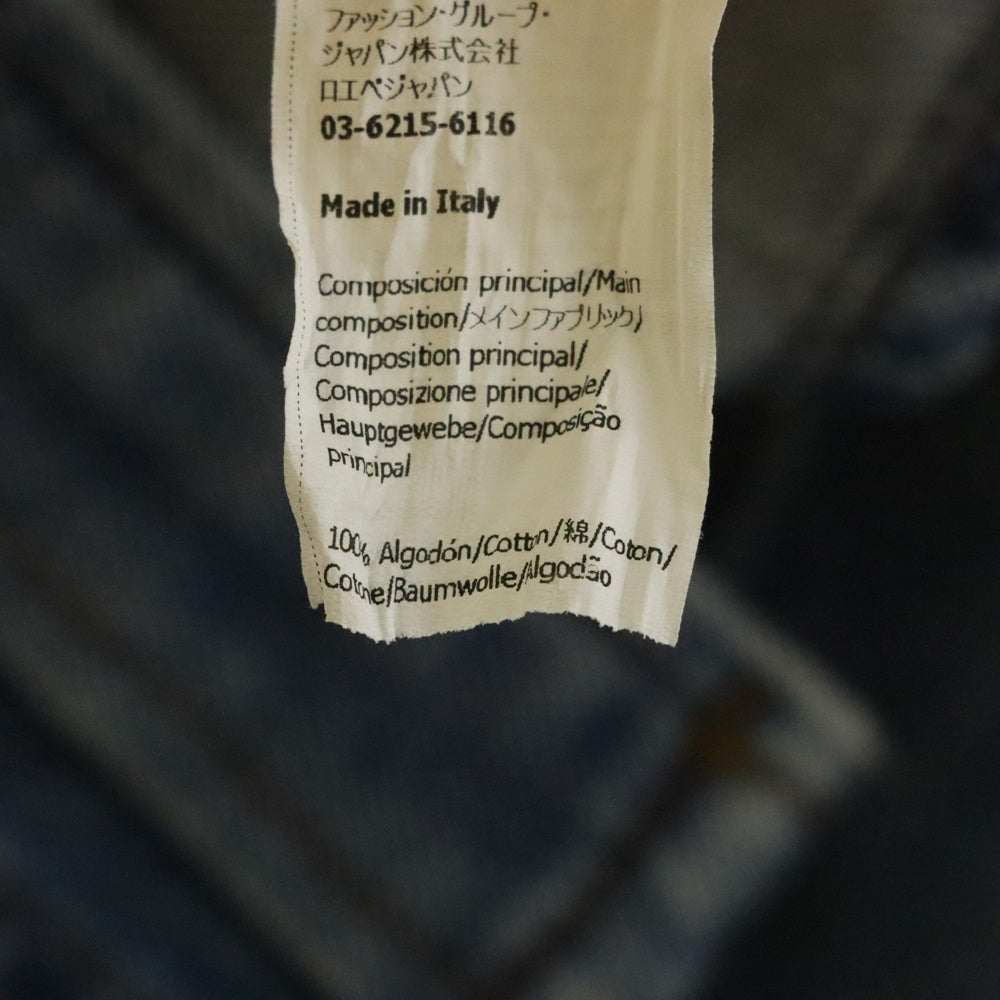 ファッション・グループ・
ジャパン株式会社
ロエベジャパン
03-6215-6116
Made in Italy
Composición principal/Main
composition/メインファブリック/
Composition principal/
Composizione principale/
Hauptgewebe/Composição
principal
100% Algodón/Cotton/綿/Coton/
Cotone/Baumwolle/Algodão